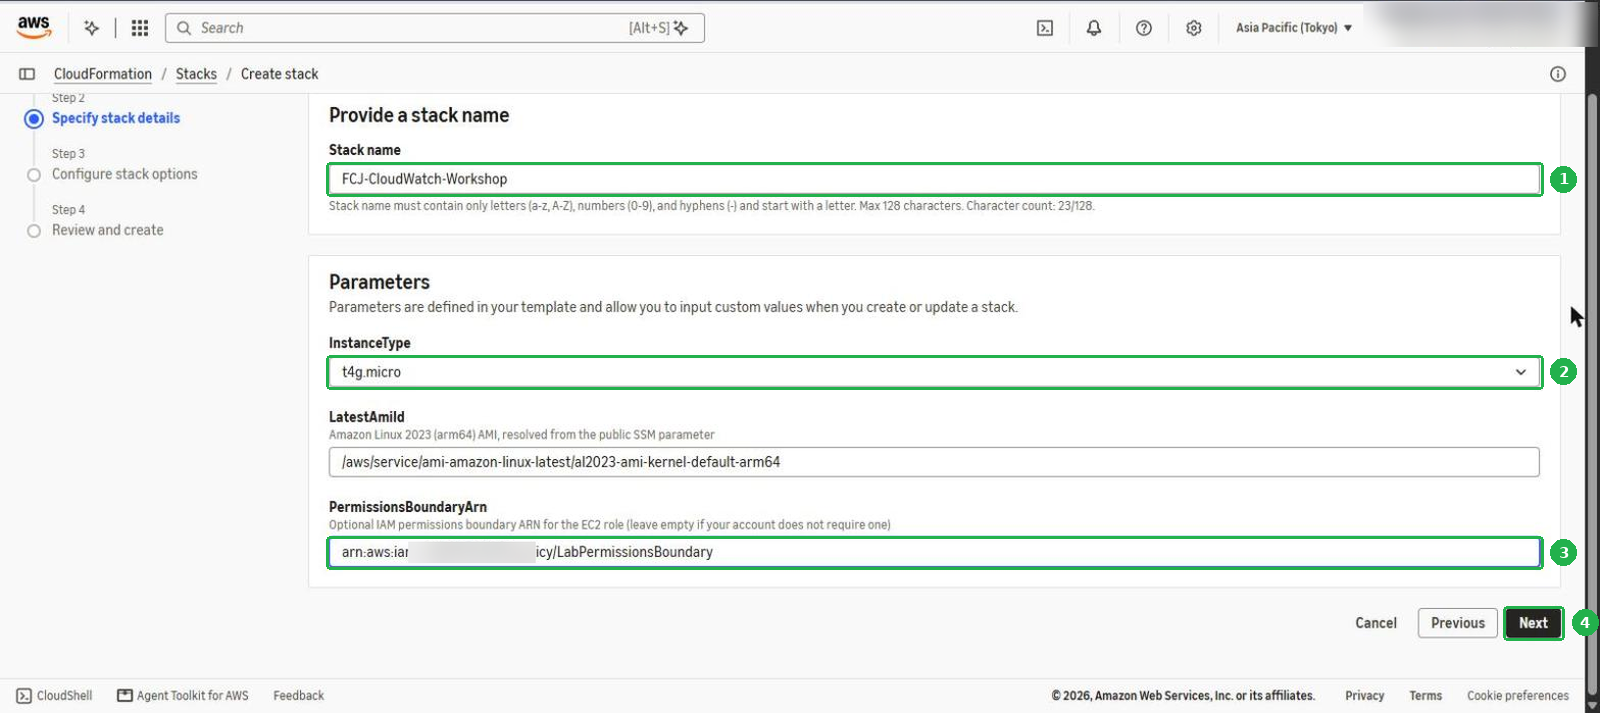 aws
Search
[Alt+S]
Asia Pacific (Tokyo)
CloudFormation / Stacks / Create stack
Step 2
Specify stack details
Step 3
Configure stack options
Step 4
Review and create
Provide a stack name
Stack name
FCJ-CloudWatch-Workshop
1
Stack name must contain only letters (a-z, A-Z), numbers (0-9), and hyphens (-) and start with a letter. Max 128 characters. Character count: 23/128.
Parameters
Parameters are defined in your template and allow you to input custom values when you create or update a stack.
InstanceType
t4g.micro
2
LatestAmiId
Amazon Linux 2023 (arm64) AMI, resolved from the public SSM parameter
/aws/service/ami-amazon-linux-latest/al2023-ami-kernel-default-arm64
PermissionsBoundaryArn
Optional IAM permissions boundary ARN for the EC2 role (leave empty if your account does not require one)
arn:aws:iam icy/LabPermissionsBoundary
3
Cancel
Previous
Next
4
CloudShell
Agent Toolkit for AWS
Feedback
© 2026, Amazon Web Services, Inc. or its affiliates.
Privacy
Terms
Cookie preferences